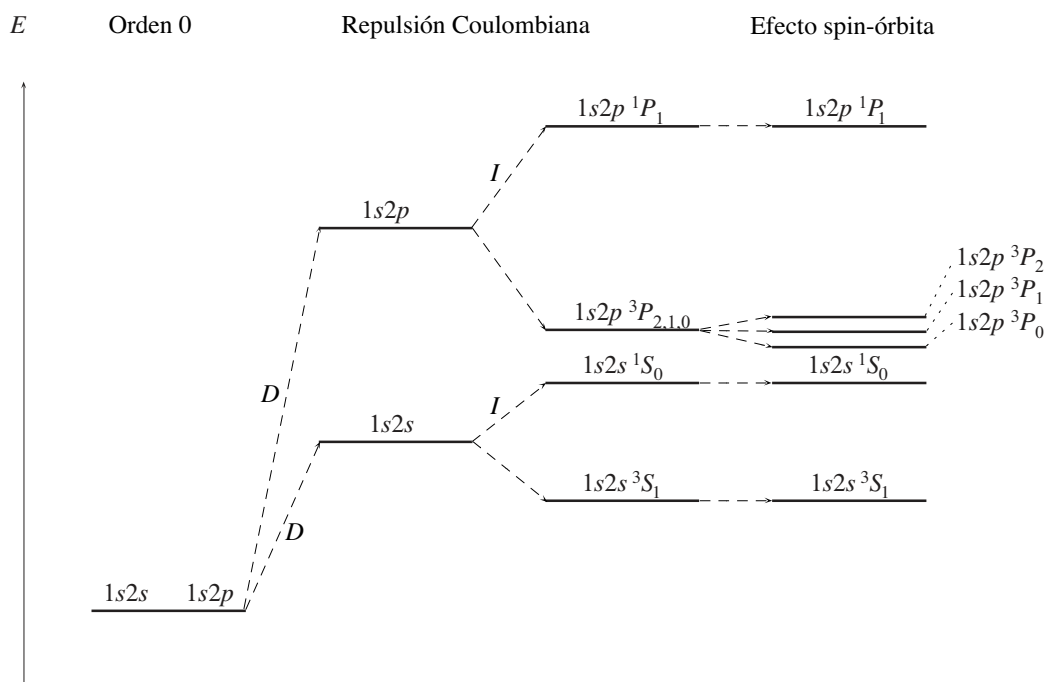 E Orden 0 Repulsión Coulombiana Efecto spin-órbita
1s2p ¹P₁ 1s2p ¹P₁
I
1s2p
1s2p ³P₂
1s2p ³P₁
1s2p ³P₂,₁,₀
1s2p ³P₀
1s2s ¹S₀ 1s2s ¹S₀
D I
1s2s
1s2s ³S₁ 1s2s ³S₁
D
1s2s 1s2p